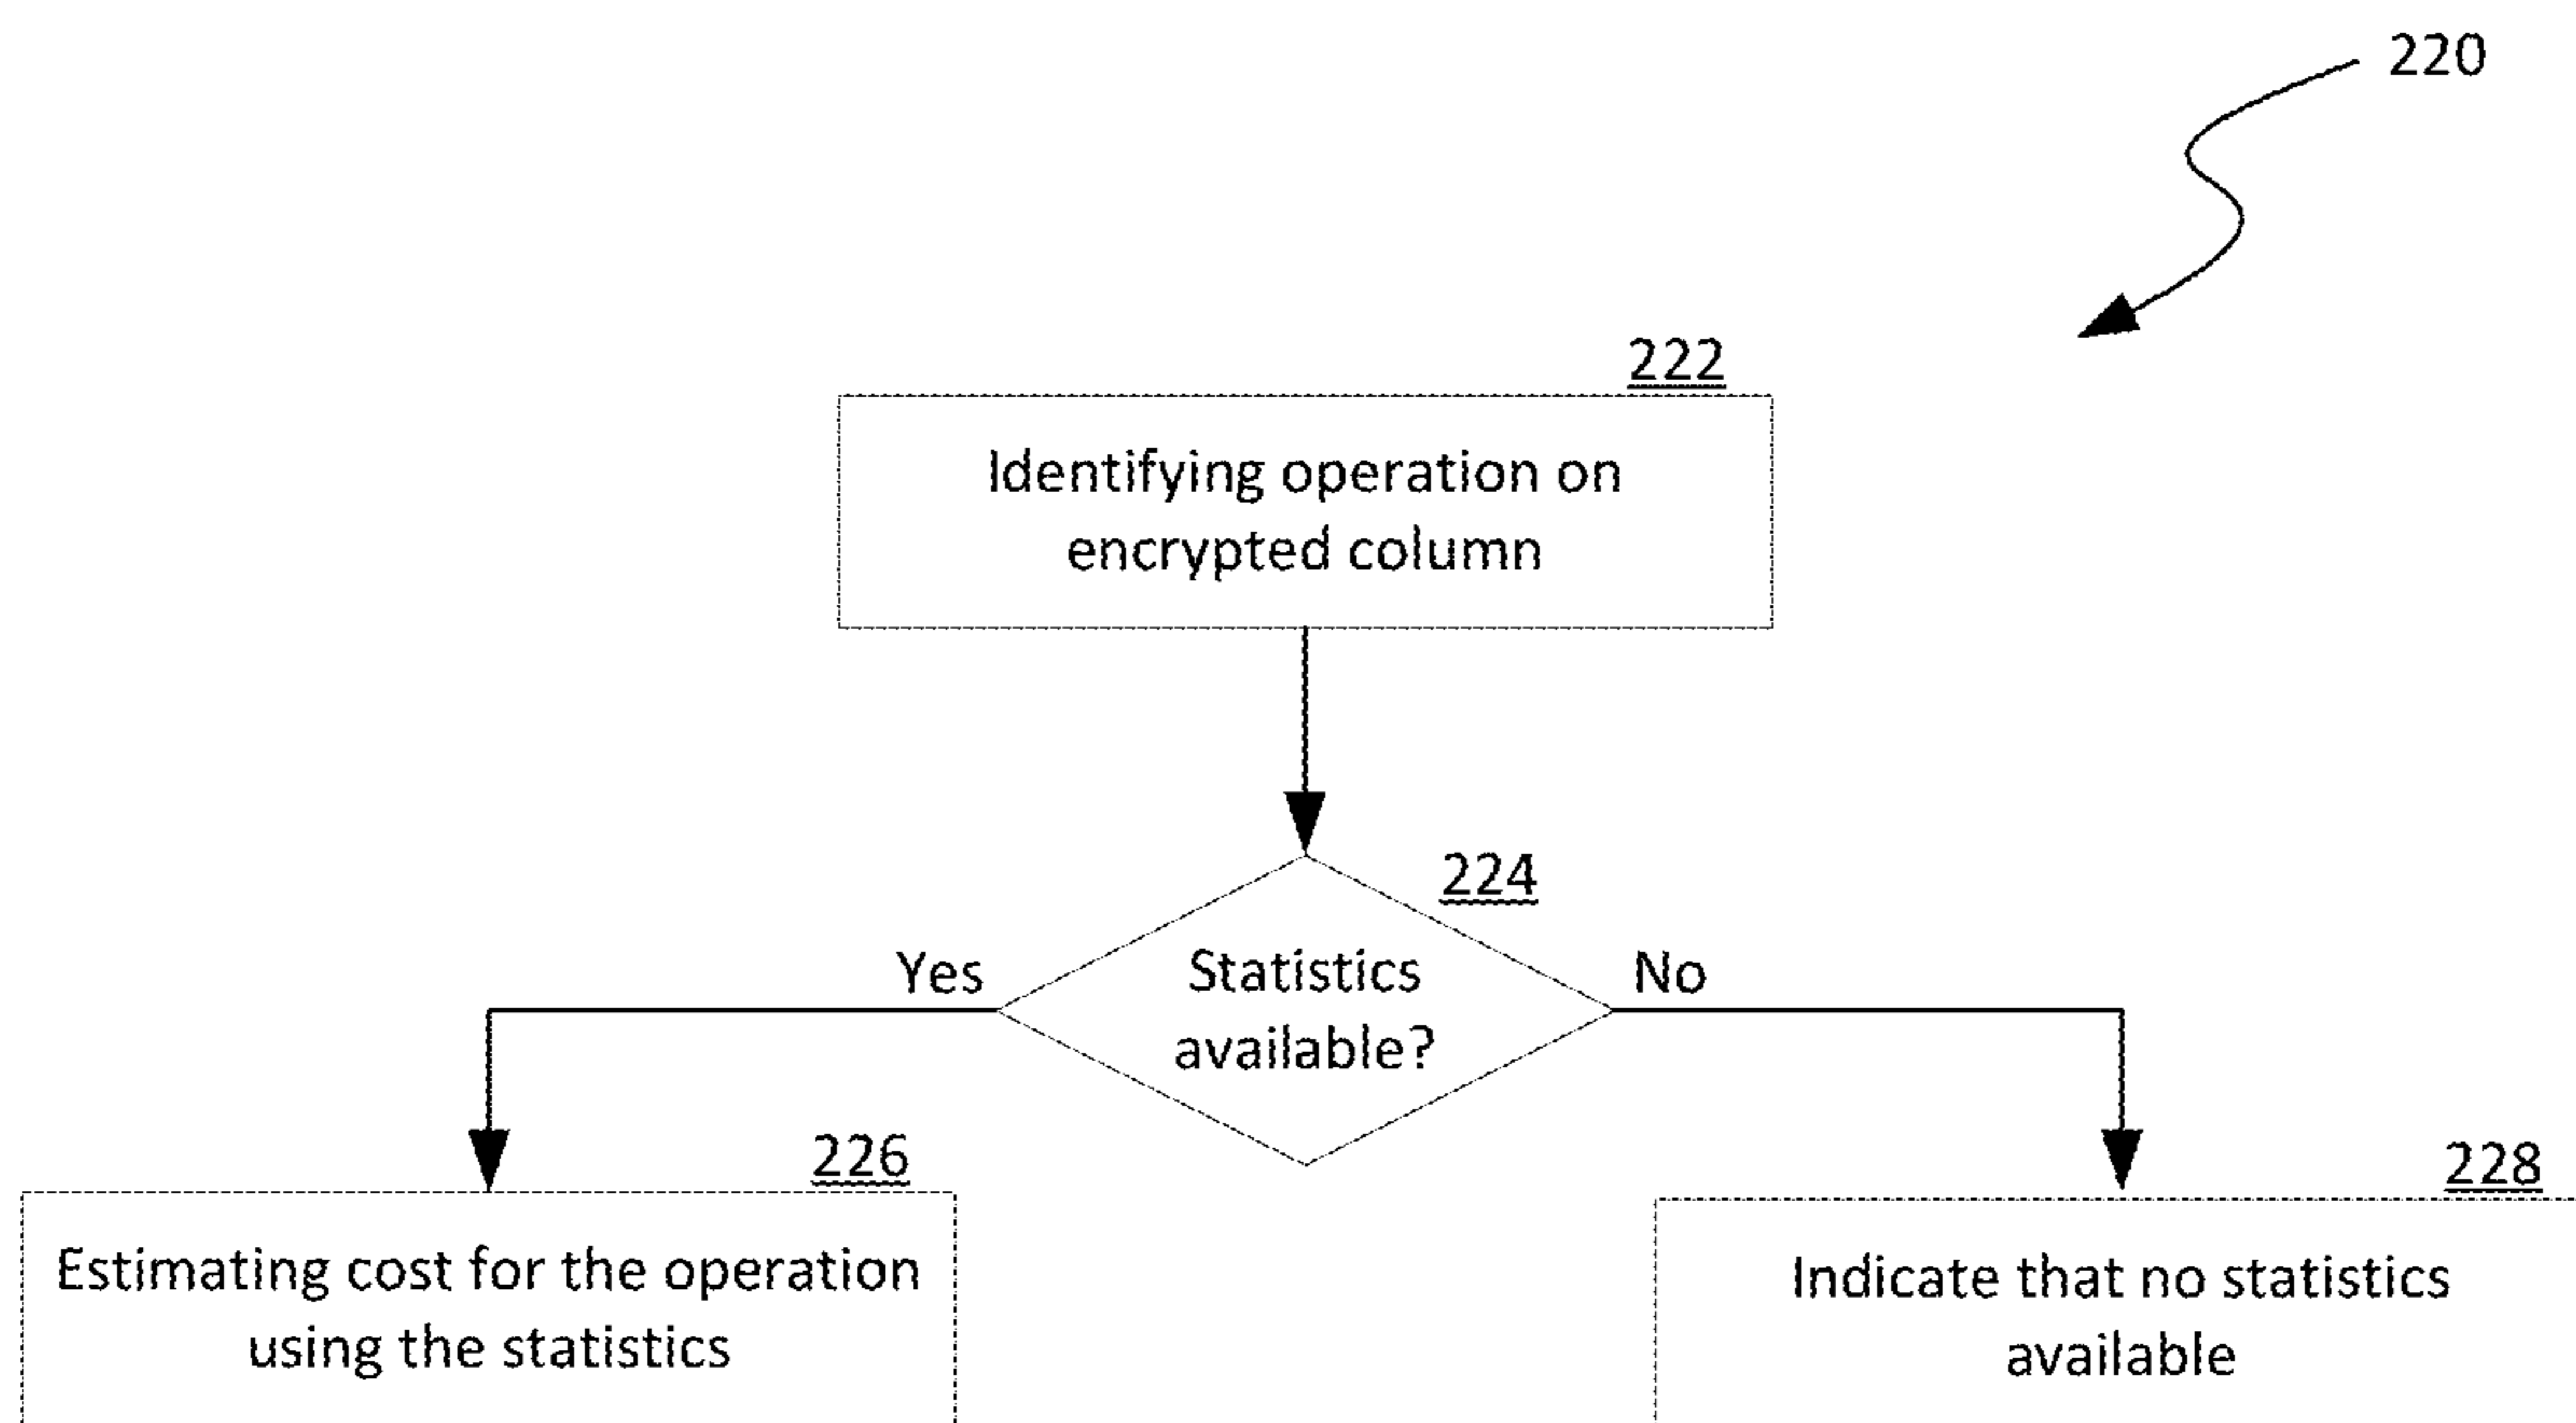 220
222
Identifying operation on
encrypted column
224
Yes
Statistics
available?
No
226
Estimating cost for the operation
using the statistics
228
Indicate that no statistics
available